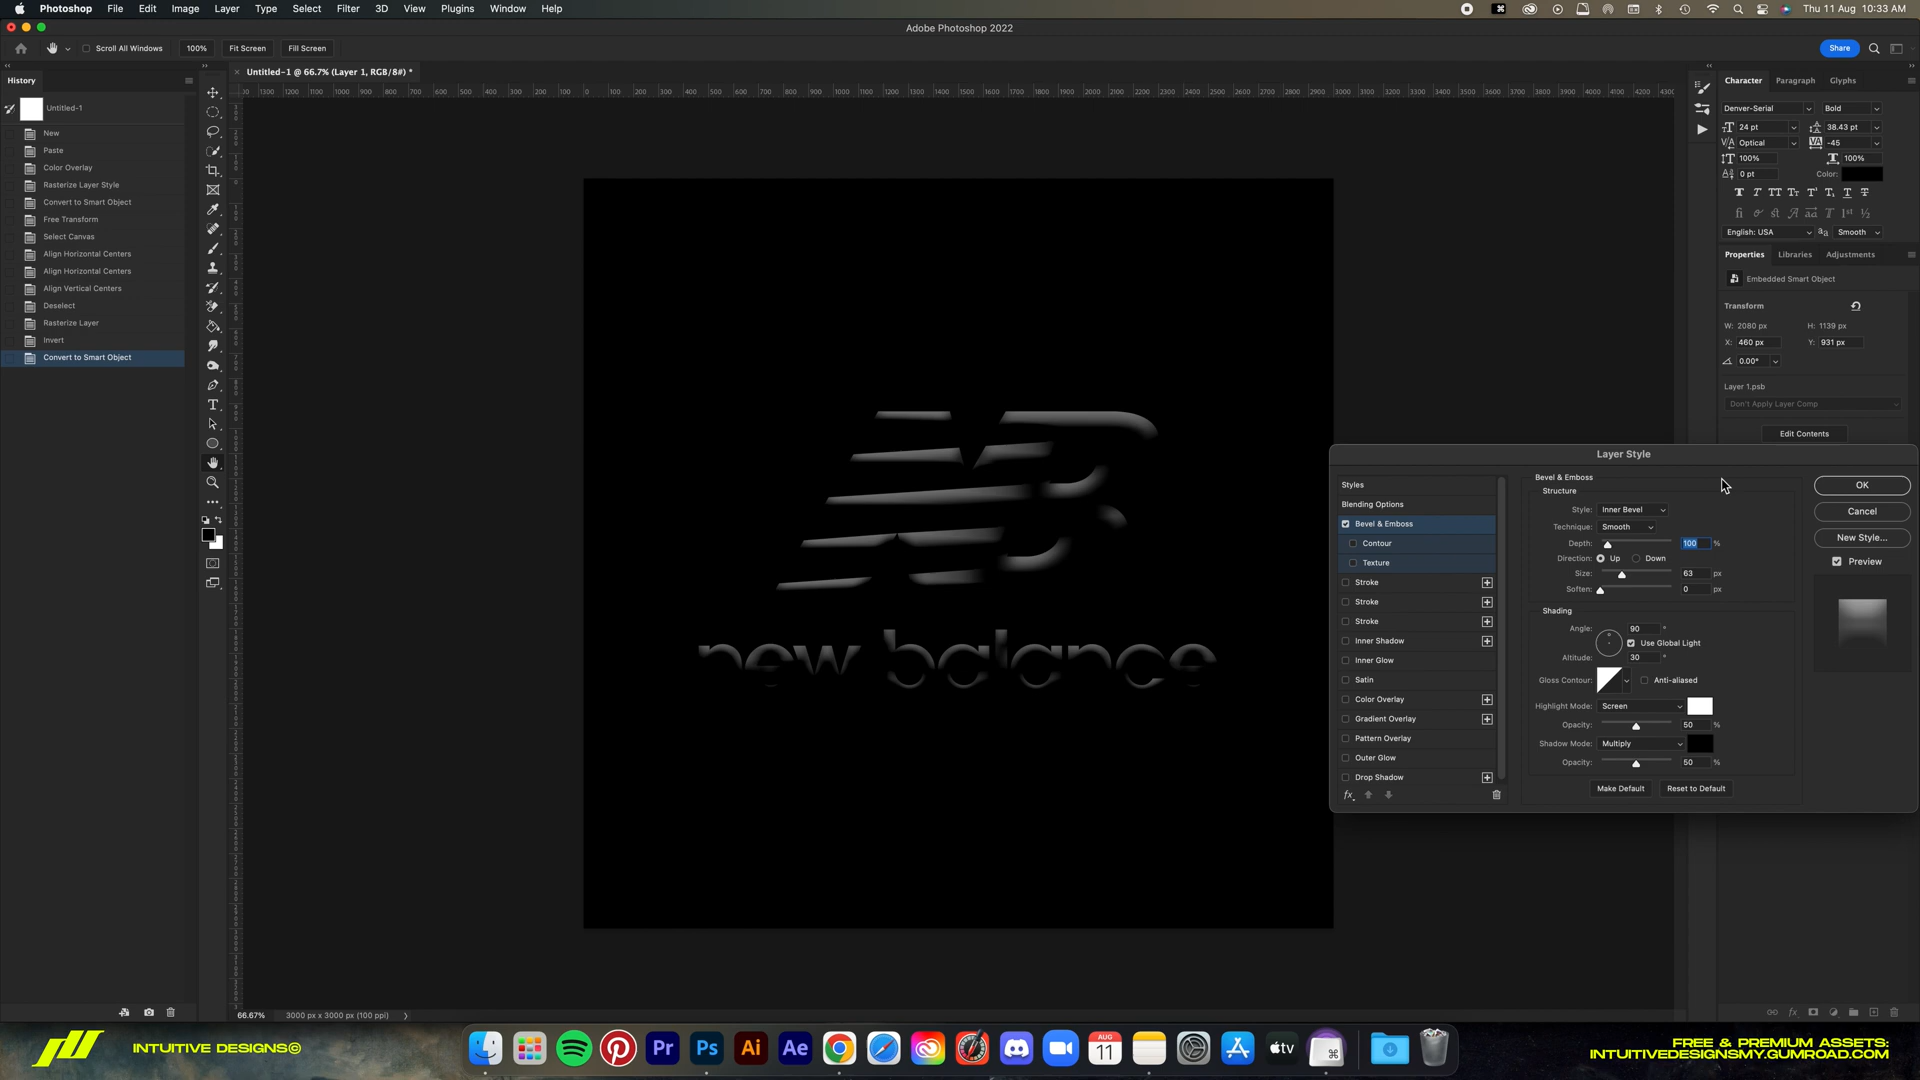 Photoshop File Edit Image Layer Type Select Filter 3D View Plugins Window Help
Thu 11 Aug 10:33 AM
Adobe Photoshop 2022
Scroll All Windows 100% Fit Screen Fill Screen
Share
History
Untitled-1 @ 66.7% (Layer 1, RGB/8#) *
Untitled-1
New
Paste
Color Overlay
Rasterize Layer Style
Convert to Smart Object
Free Transform
Select Canvas
Align Horizontal Centers
Align Horizontal Centers
Align Vertical Centers
Deselect
Rasterize Layer
Invert
Convert to Smart Object
new balance
Character Paragraph Glyphs
Denver-Serial Bold
24 pt 38.43 pt
Optical -45
100% 100%
0 pt Color:
English: USA Smooth
Properties Libraries Adjustments
Embedded Smart Object
Transform
W: 2080 px H: 1139 px
X: 460 px Y: 931 px
0.00°
Layer 1.psb
Don't Apply Layer Comp
Edit Contents
Layer Style
Styles
Blending Options
Bevel & Emboss
Contour
Texture
Stroke
Stroke
Stroke
Inner Shadow
Inner Glow
Satin
Color Overlay
Gradient Overlay
Pattern Overlay
Outer Glow
Drop Shadow
fx
Bevel & Emboss
Structure
Style: Inner Bevel
Technique: Smooth
Depth: 100 %
Direction: Up Down
Size: 63 px
Soften: 0 px
Shading
Angle: 90 °
Use Global Light
Altitude: 30 °
Gloss Contour: Anti-aliased
Highlight Mode: Screen
Opacity: 50 %
Shadow Mode: Multiply
Opacity: 50 %
Make Default Reset to Default
OK
Cancel
New Style...
Preview
66.67% 3000 px x 3000 px (100 ppi)
INTUITIVE DESIGNS©
Pr Ps Ai Ae
AUG
11
tv
FREE & PREMIUM ASSETS:
INTUITIVEDESIGNSMY.GUMROAD.COM